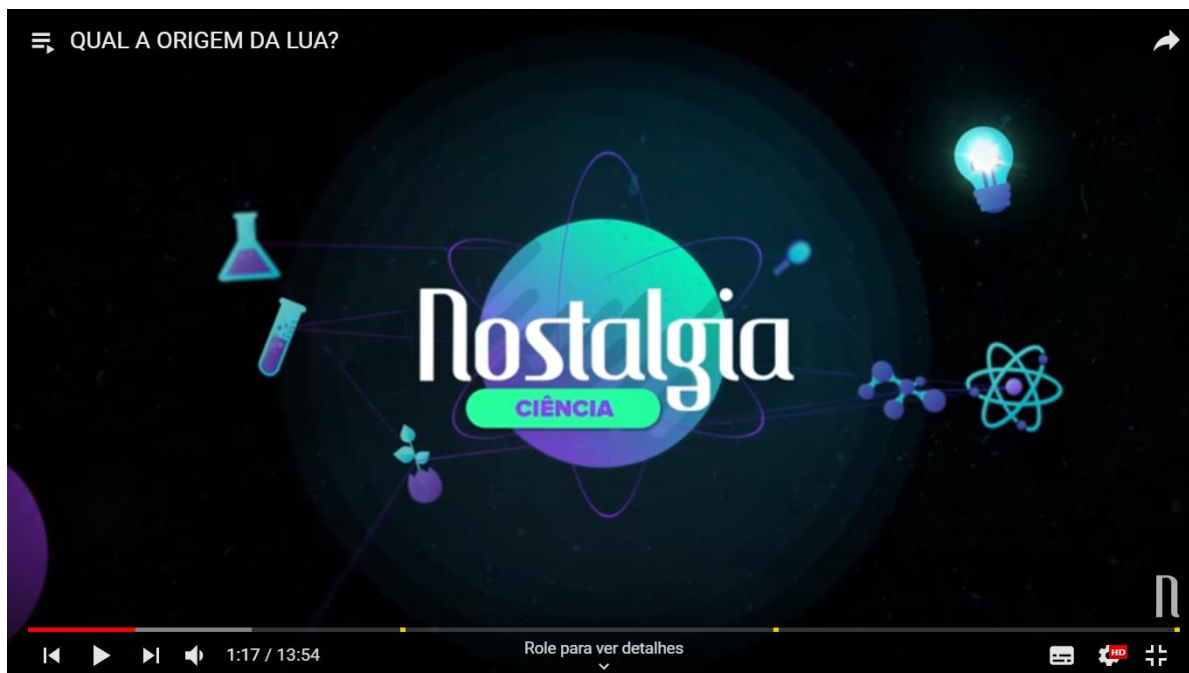 QUAL A ORIGEM DA LUA?
Nostalgia
CIÊNCIA
n
1:17 / 13:54
Role para ver detalhes
HD